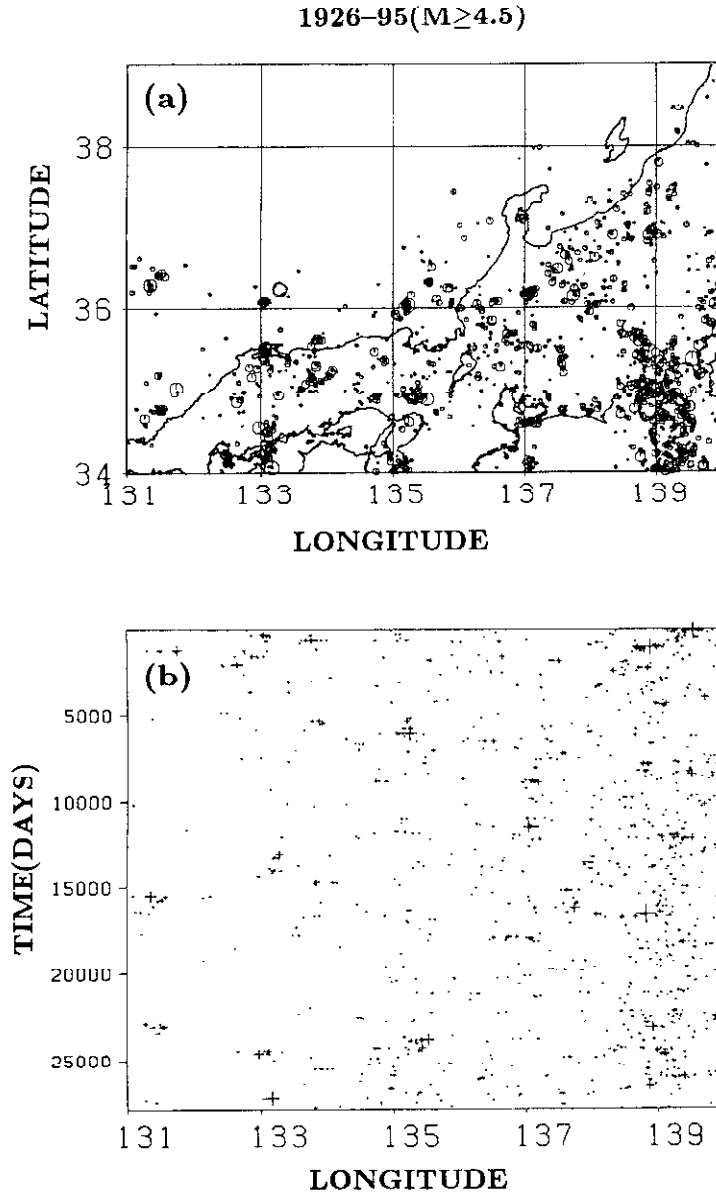 1926–95(M≥4.5)
(a)
LATITUDE
38
36
34
131 133 135 137 139
LONGITUDE
(b)
TIME(DAYS)
5000
10000
15000
20000
25000
131 133 135 137 139
LONGITUDE